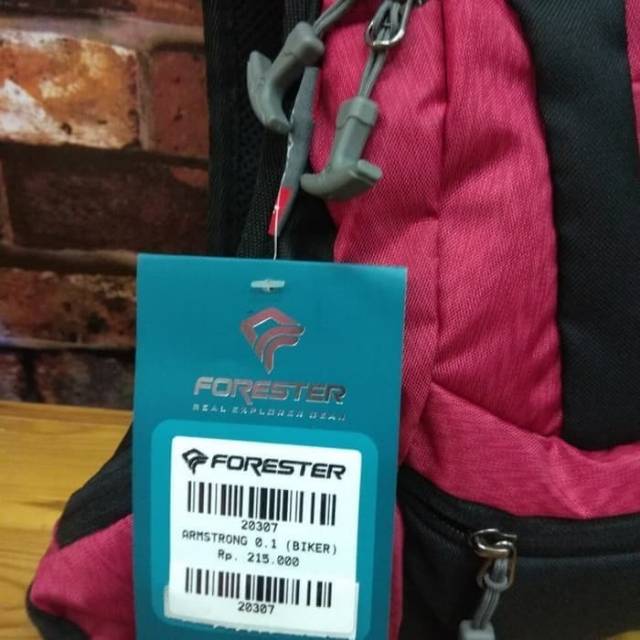 FORESTER
REAL EXPLORER GEAR
FORESTER
20307
ARMSTRONG 0.1 (BIKER)
Rp. 215.000
20307